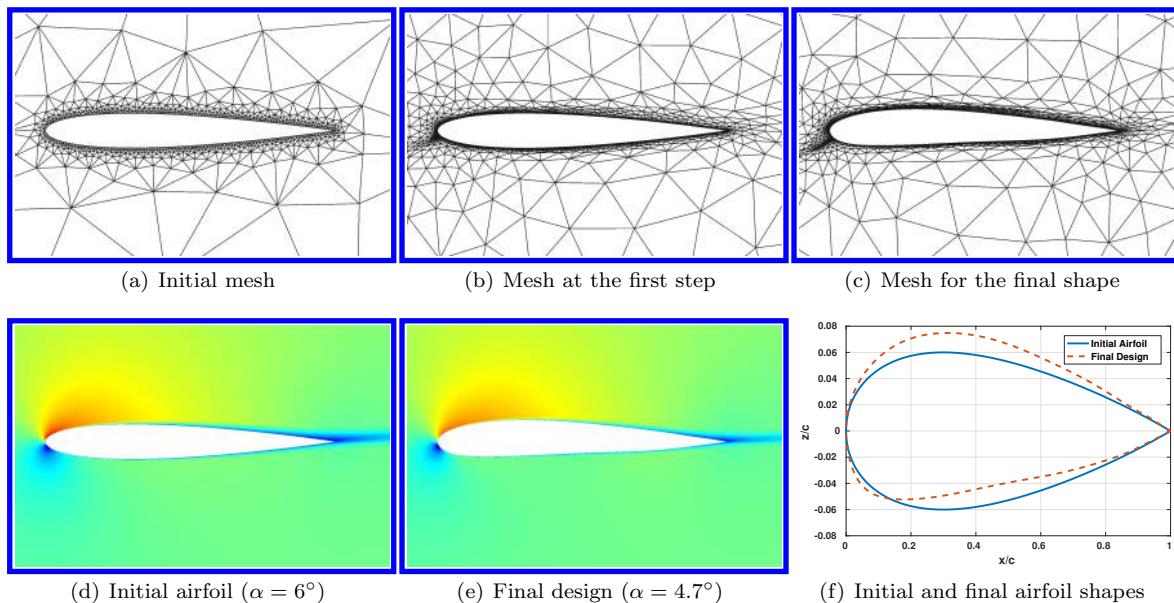 (a) Initial mesh
(b) Mesh at the first step
(c) Mesh for the final shape
0.08
0.06
0.04
0.02
0
-0.02
-0.04
-0.06
-0.08
z/c
Initial Airfoil
Final Design
0 0.2 0.4 0.6 0.8 1
x/c
(d) Initial airfoil (α = 6°)
(e) Final design (α = 4.7°)
(f) Initial and final airfoil shapes